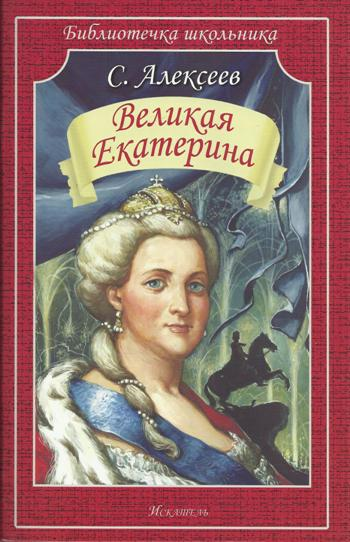 Библиотечка школьника
С. Алексеев
Великая
Екатерина
Искатель